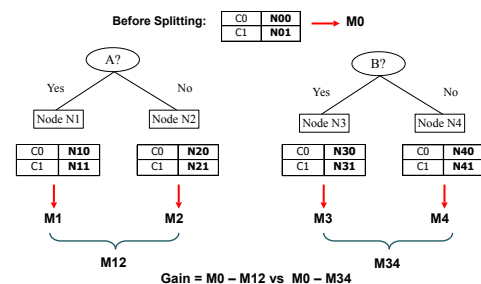 Before Splitting:
C0 N00
C1 N01
M0
A?
B?
Yes
No
Yes
No
Node N1
Node N2
Node N3
Node N4
C0 N10
C1 N11
C0 N20
C1 N21
C0 N30
C1 N31
C0 N40
C1 N41
M1
M2
M3
M4
M12
M34
Gain = M0 – M12 vs M0 – M34